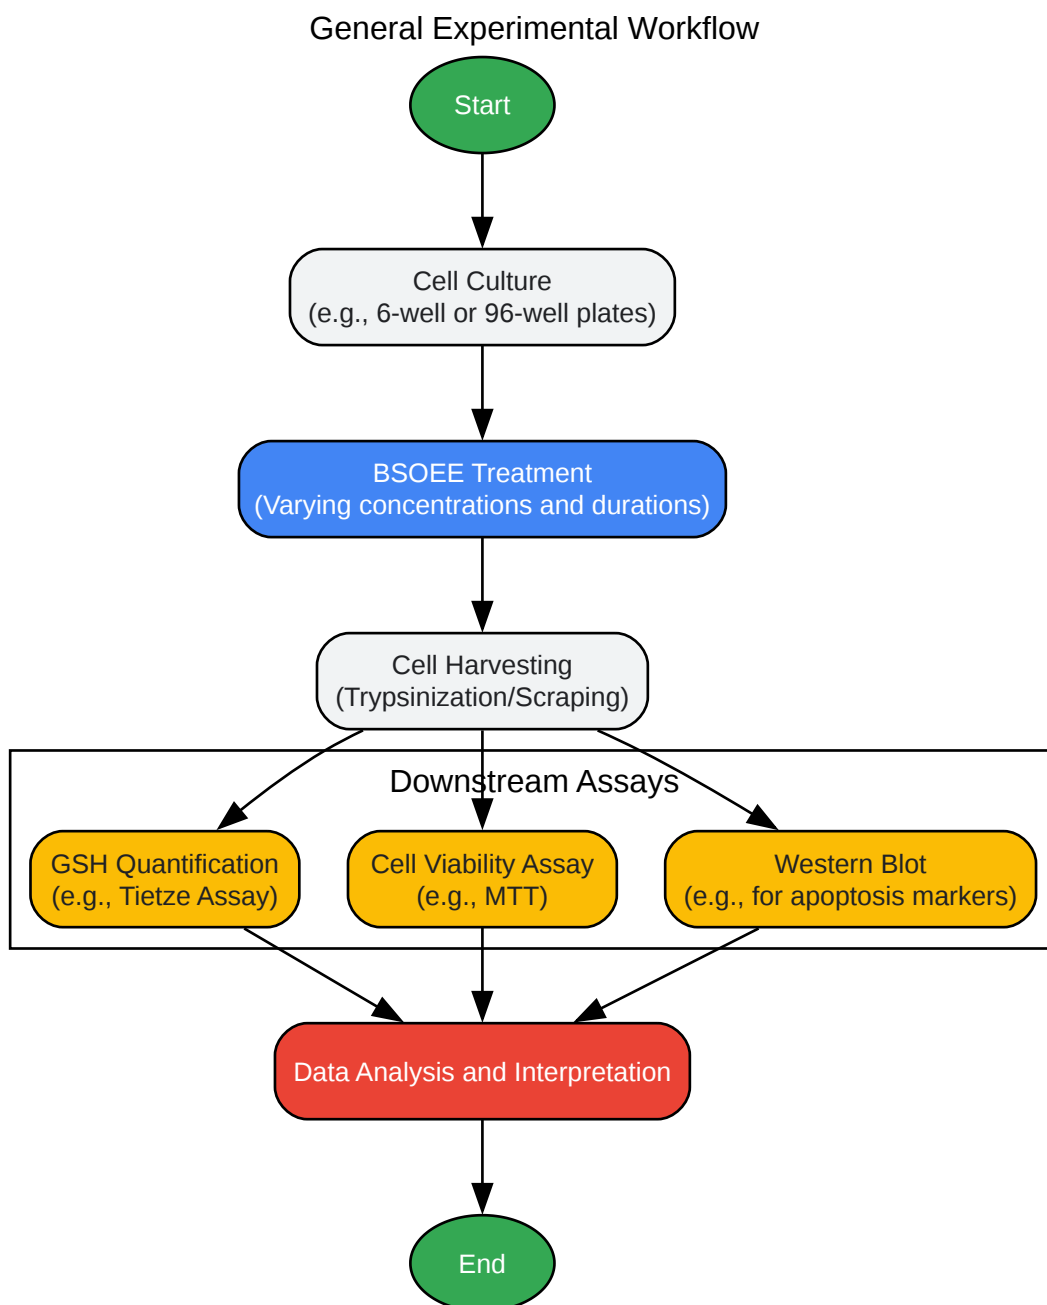 General Experimental Workflow
Start
Cell Culture
(e.g., 6-well or 96-well plates)
BSOEE Treatment
(Varying concentrations and durations)
Cell Harvesting
(Trypsinization/Scraping)
Downstream Assays
GSH Quantification
(e.g., Tietze Assay)
Cell Viability Assay
(e.g., MTT)
Western Blot
(e.g., for apoptosis markers)
Data Analysis and Interpretation
End